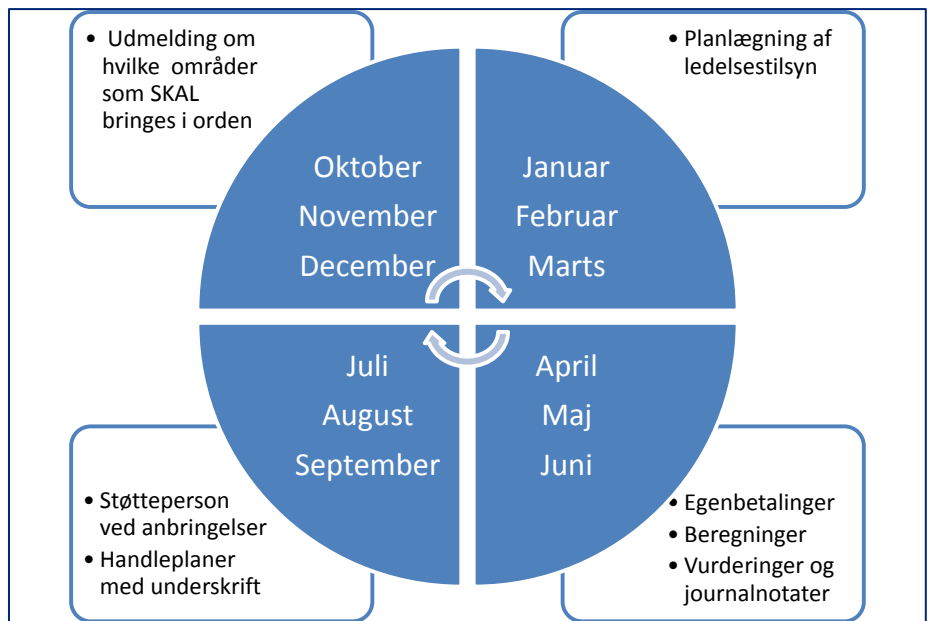 • Udmelding om
hvilke områder
som SKAL
bringes i orden
• Planlægning af
ledelsestilsyn
Oktober
November
December
Januar
Februar
Marts
Juli
August
September
April
Maj
Juni
• Støtteperson
ved anbringelser
• Handleplaner
med underskrift
• Egenbetalinger
• Beregninger
• Vurderinger og
journalnotater